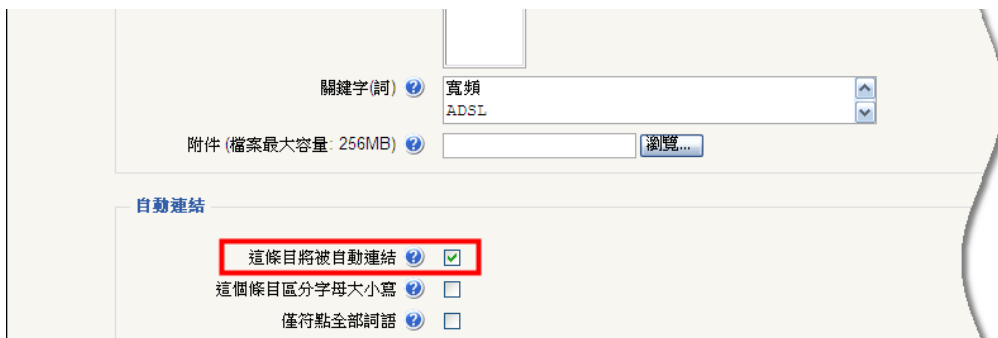 關鍵字(詞)
寬頻
ADSL
附件 (檔案最大容量: 256MB)
瀏覽...
自動連結
這條目將被自動連結
這個條目區分字母大小寫
僅符點全部詞語